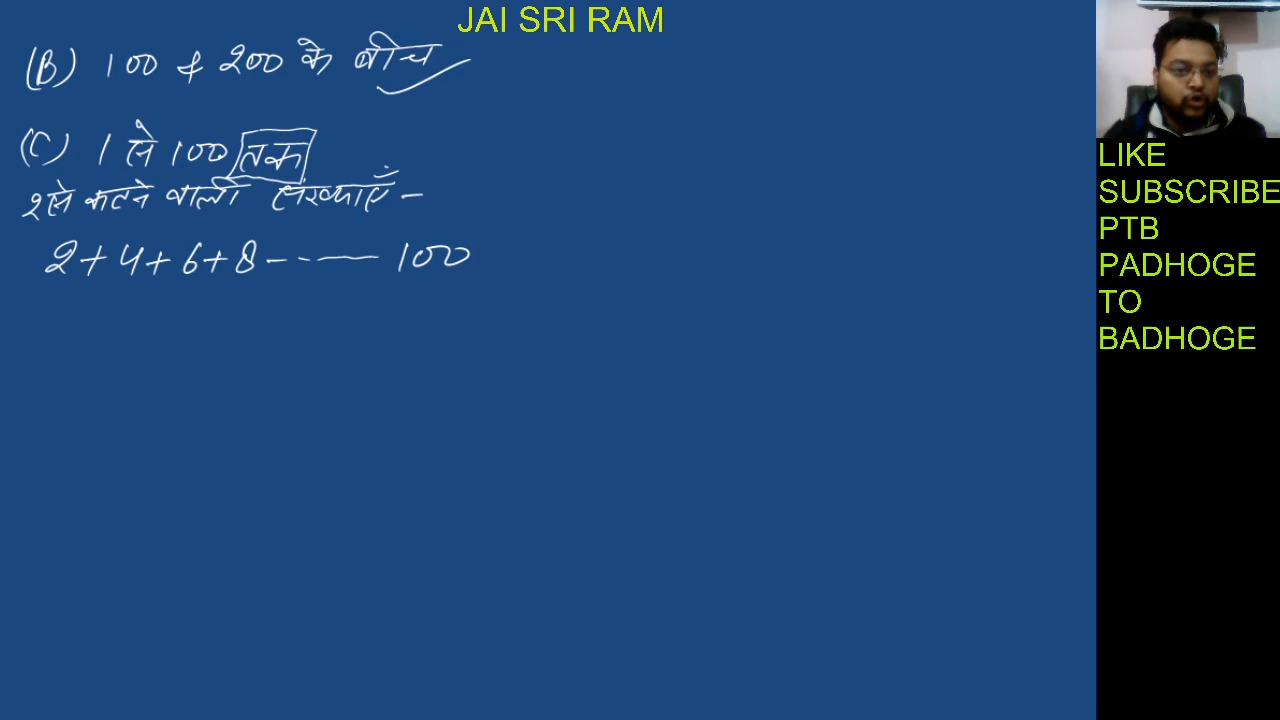 JAI SRI RAM
(B) 100 & 200 के बीच
(C) 1 से 100 तक
2 से कटने वाली संख्याएँ -
2 + 4 + 6 + 8 ------ 100
LIKE
SUBSCRIBE
PTB
PADHOGE
TO
BADHOGE